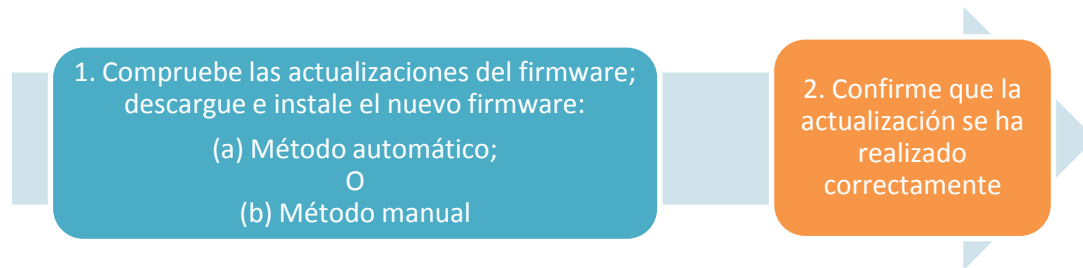 1. Compruebe las actualizaciones del firmware;
descargue e instale el nuevo firmware:
(a) Método automático;
O
(b) Método manual
2. Confirme que la
actualización se ha
realizado
correctamente